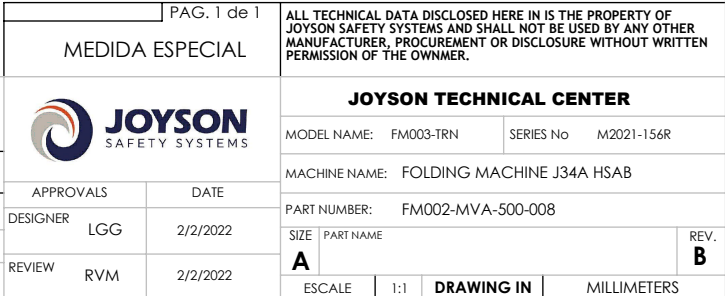 PAG. 1 de 1
MEDIDA ESPECIAL
ALL TECHNICAL DATA DISCLOSED HERE IN IS THE PROPERTY OF
JOYSON SAFETY SYSTEMS AND SHALL NOT BE USED BY ANY OTHER
MANUFACTURER, PROCUREMENT OR DISCLOSURE WITHOUT WRITTEN
PERMISSION OF THE OWNMER.
JOYSON
SAFETY SYSTEMS
JOYSON TECHNICAL CENTER
MODEL NAME: FM003-TRN SERIES No M2021-156R
MACHINE NAME: FOLDING MACHINE J34A HSAB
APPROVALS DATE
PART NUMBER: FM002-MVA-500-008
DESIGNER LGG 2/2/2022
SIZE PART NAME REV.
A B
REVIEW RVM 2/2/2022
ESCALE 1:1 DRAWING IN MILLIMETERS